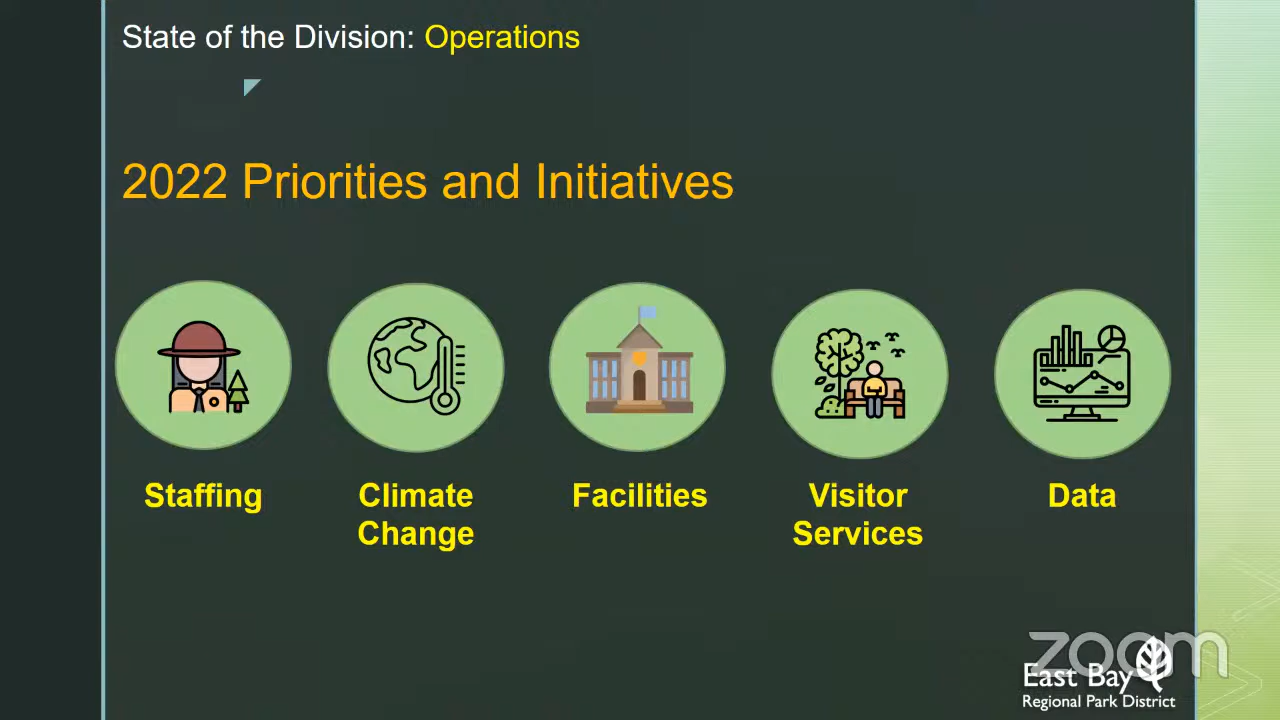 State of the Division: Operations
2022 Priorities and Initiatives
Staffing
Climate
Change
Facilities
Visitor
Services
Data
zoom
East Bay
Regional Park District